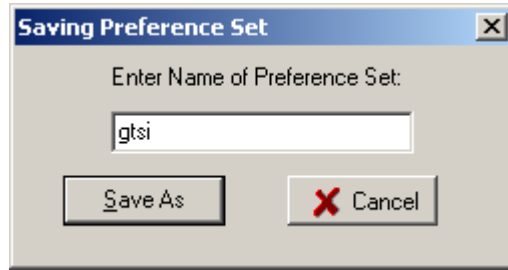 Saving Preference Set
Enter Name of Preference Set:
gtsi
Save As
Cancel